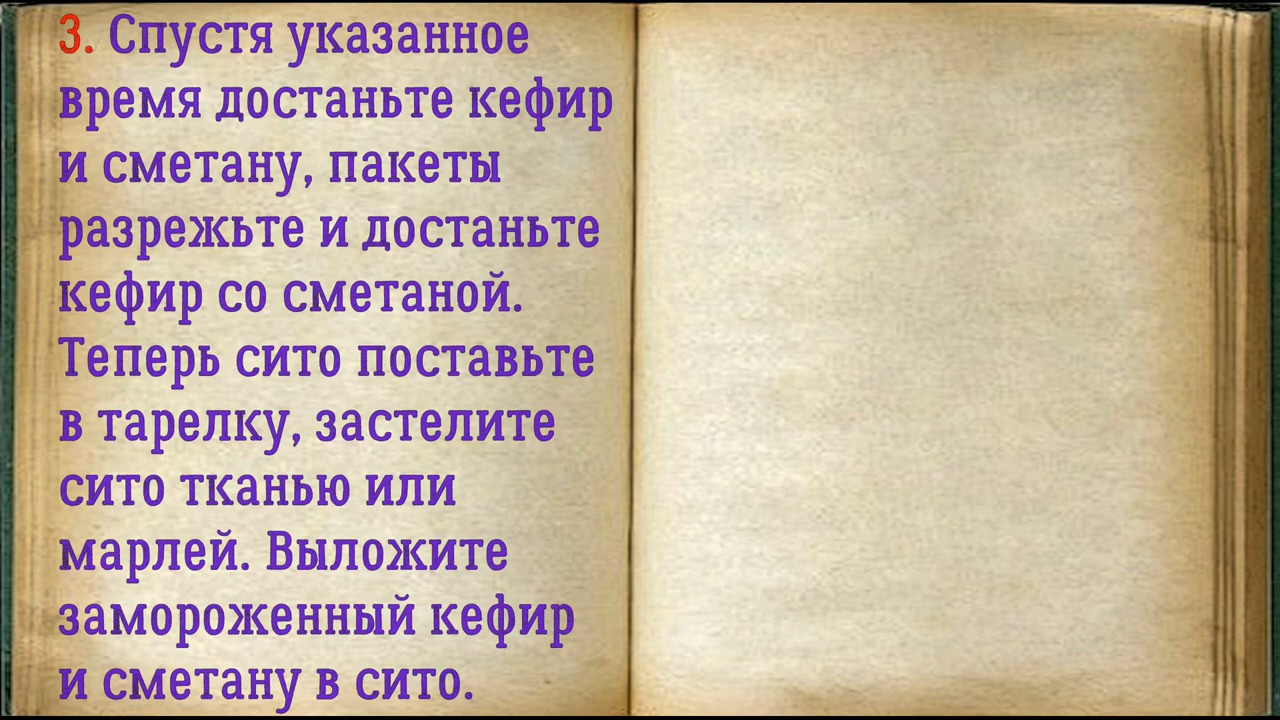 3. Спустя указанное
время достаньте кефир
и сметану, пакеты
разрежьте и достаньте
кефир со сметаной.
Теперь сито поставьте
в тарелку, застелите
сито тканью или
марлей. Выложите
замороженный кефир
и сметану в сито.